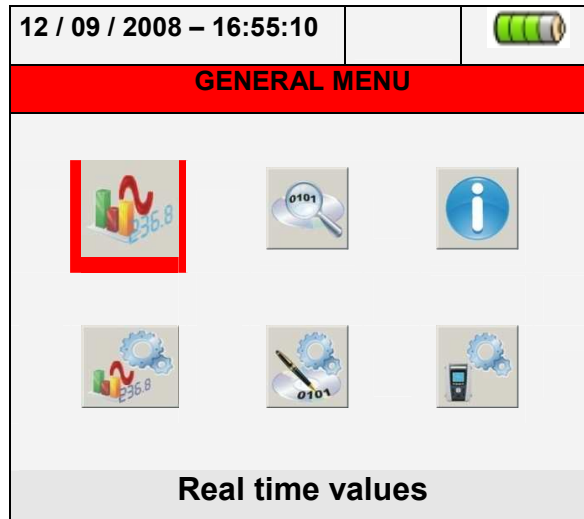 12 / 09 / 2008 – 16:55:10
GENERAL MENU
236.8
0101
i
236.8
0101
Real time values